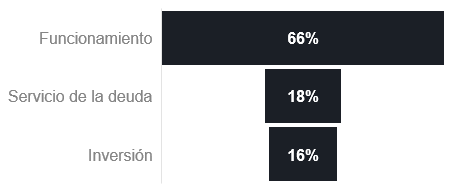 Funcionamiento 66%
Servicio de la deuda 18%
Inversión 16%